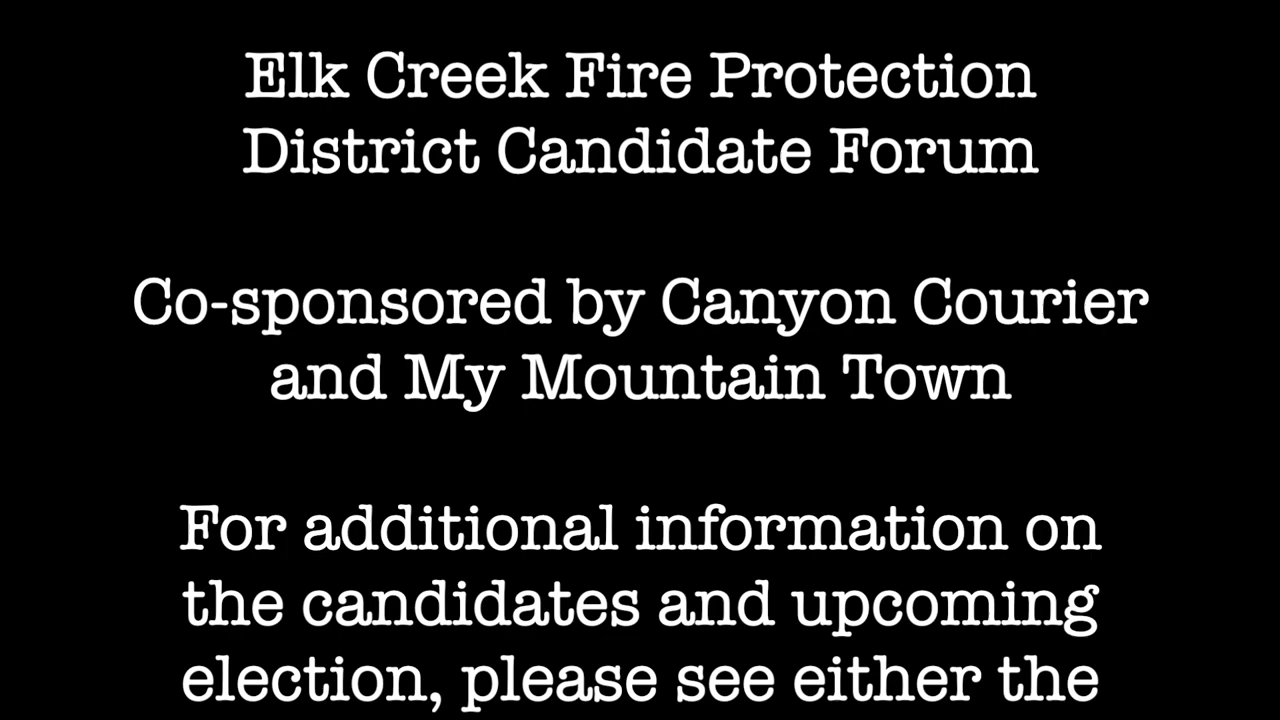 Elk Creek Fire Protection
District Candidate Forum
Co-sponsored by Canyon Courier
and My Mountain Town
For additional information on
the candidates and upcoming
election, please see either the